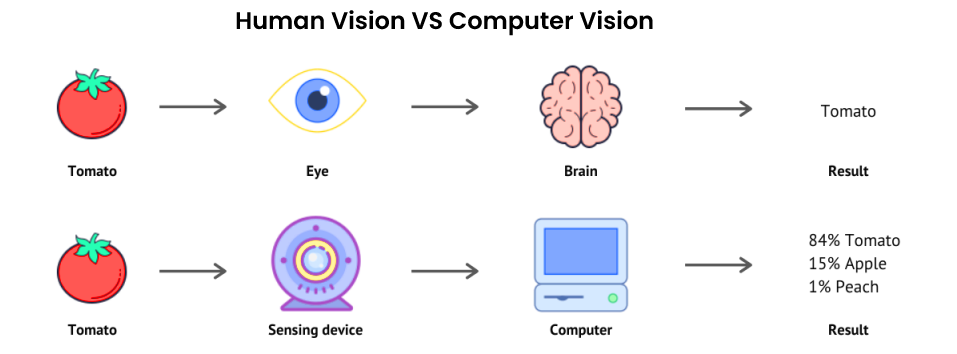 Human Vision VS Computer Vision
Tomato
Tomato
Eye
Brain
Result
84% Tomato
15% Apple
1% Peach
Tomato
Sensing device
Computer
Result